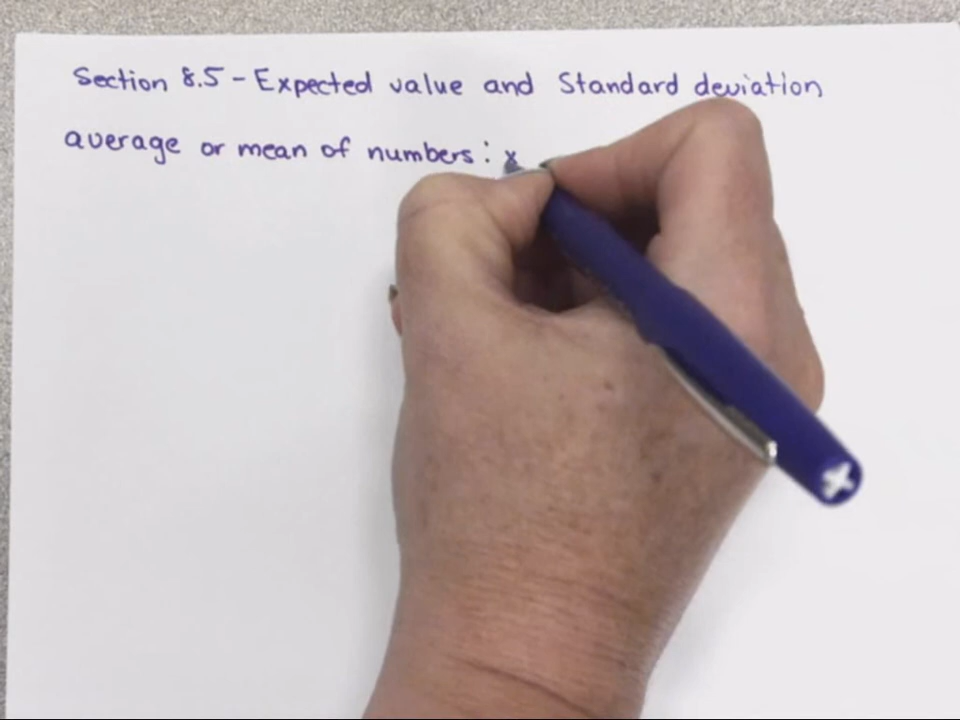 Section 8.5 - Expected value and Standard deviation
average or mean of numbers: x